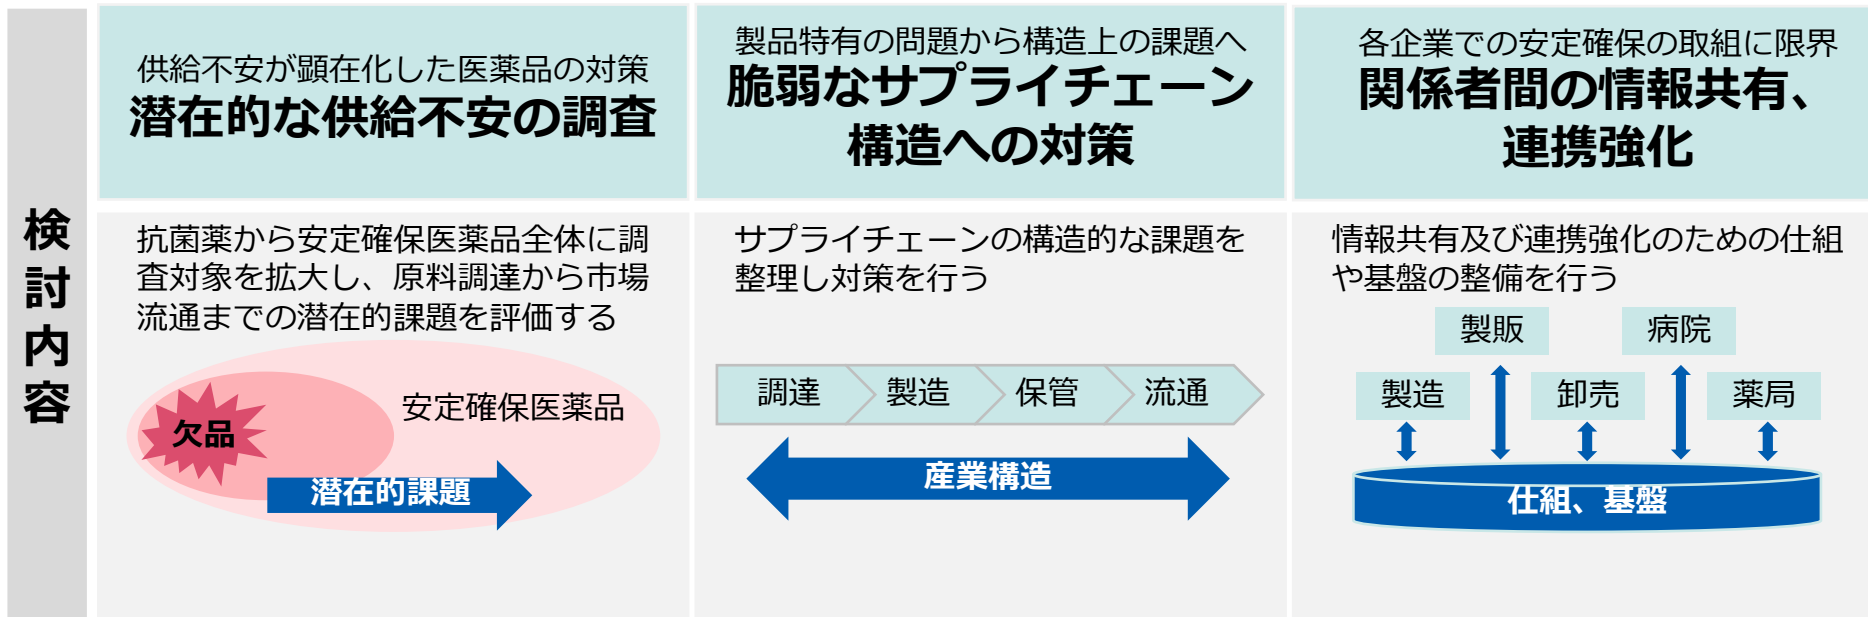 検討内容
供給不安が顕在化した医薬品の対策
潜在的な供給不安の調査
抗菌薬から安定確保医薬品全体に調
査対象を拡大し、原料調達から市場
流通までの潜在的課題を評価する
安定確保医薬品
欠品
潜在的課題
製品特有の問題から構造上の課題へ
脆弱なサプライチェーン
構造への対策
サプライチェーンの構造的な課題を
整理し対策を行う
調達 製造 保管 流通
産業構造
各企業での安定確保の取組に限界
関係者間の情報共有、
連携強化
情報共有及び連携強化のための仕組
や基盤の整備を行う
製販 病院
製造 卸売 薬局
仕組、基盤